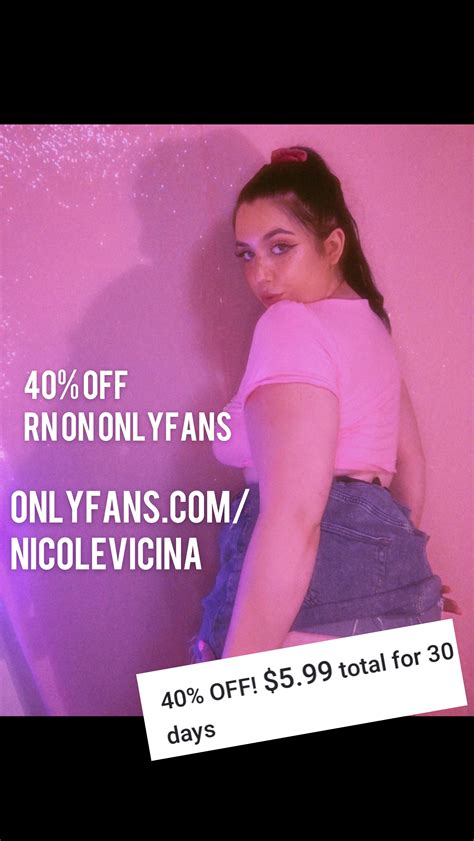 40% OFF
RN ON ONLYFANS
ONLYFANS.COM/
NICOLEVICINA
40% OFF! $5.99 total for 30
days